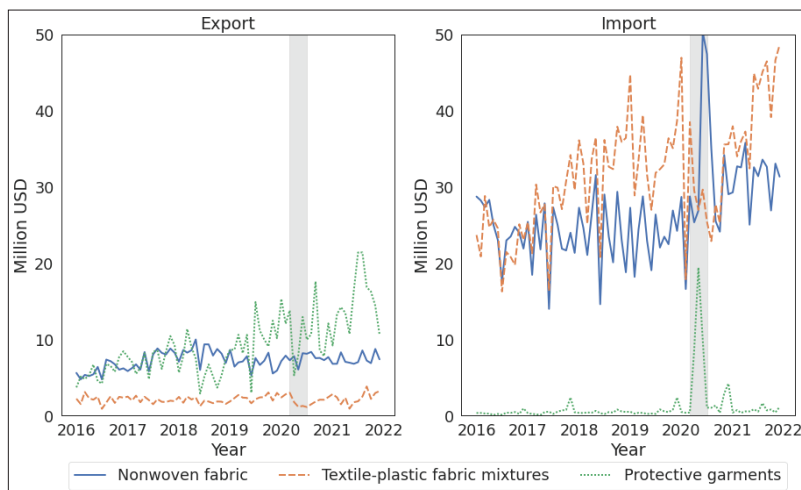 Export
Import
Million USD
50
40
30
20
10
0
2016 2017 2018 2019 2020 2021 2022
Year
Million USD
50
40
30
20
10
0
2016 2017 2018 2019 2020 2021 2022
Year
Nonwoven fabric Textile-plastic fabric mixtures Protective garments